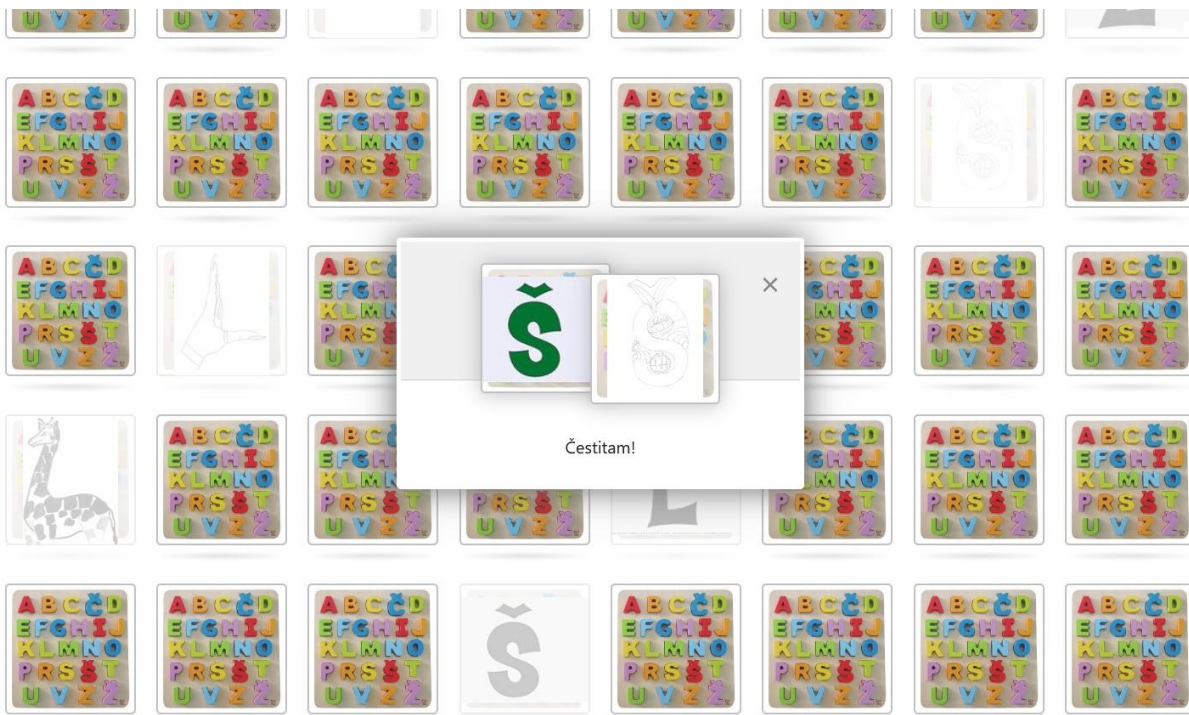 A B C Č D
E F G H I J
K L M N O
P R S Š T
U V Z Ž
Š
Čestitam!
Š